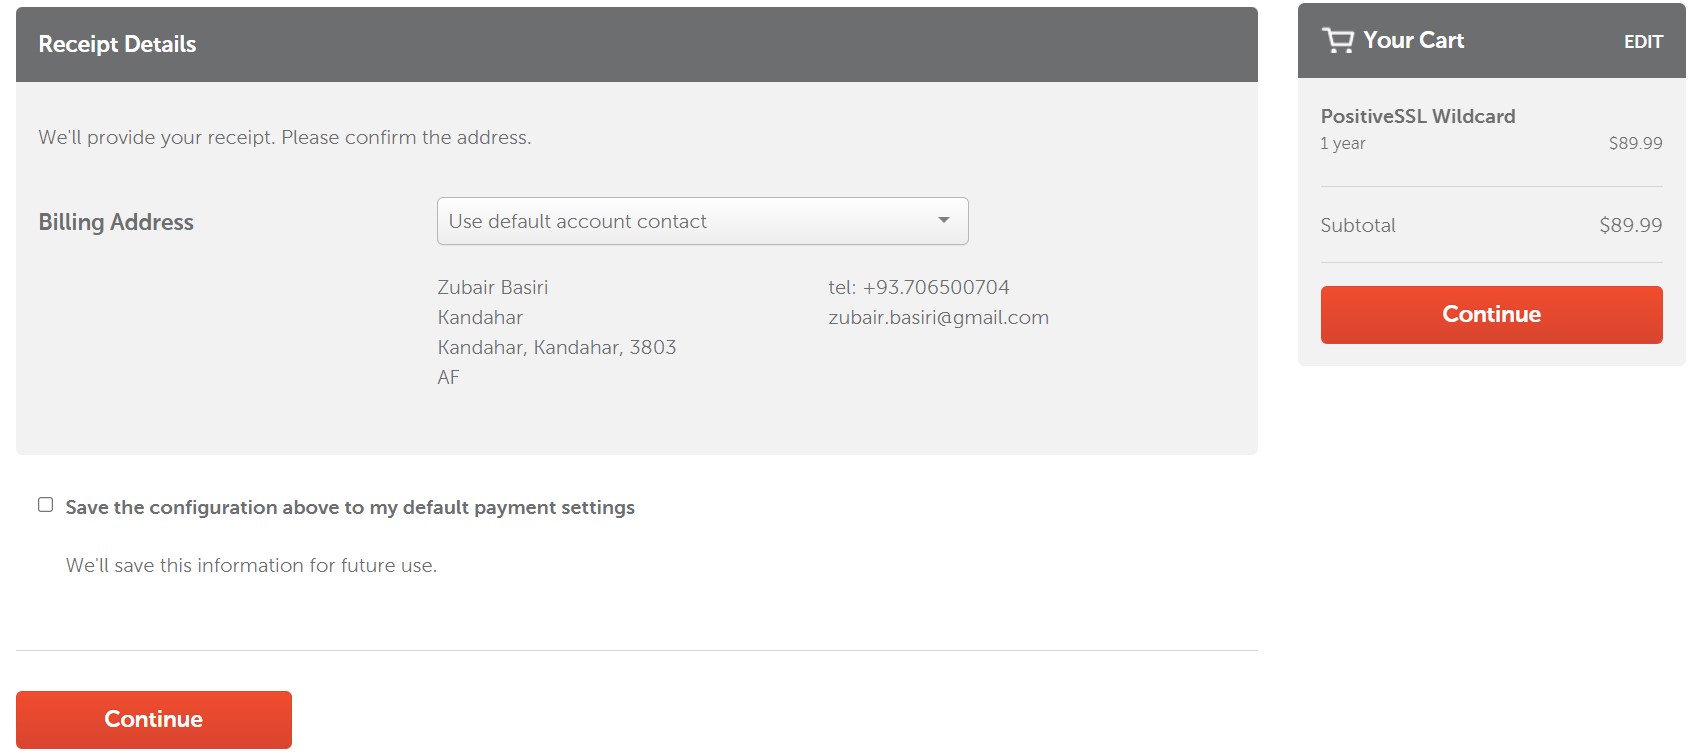 Receipt Details
We'll provide your receipt. Please confirm the address.
Billing Address
Use default account contact
Zubair Basiri
Kandahar
Kandahar, Kandahar, 3803
AF
tel: +93.706500704
zubair.basiri@gmail.com
Save the configuration above to my default payment settings
We'll save this information for future use.
Continue
Your Cart EDIT
PositiveSSL Wildcard
1 year $89.99
Subtotal $89.99
Continue